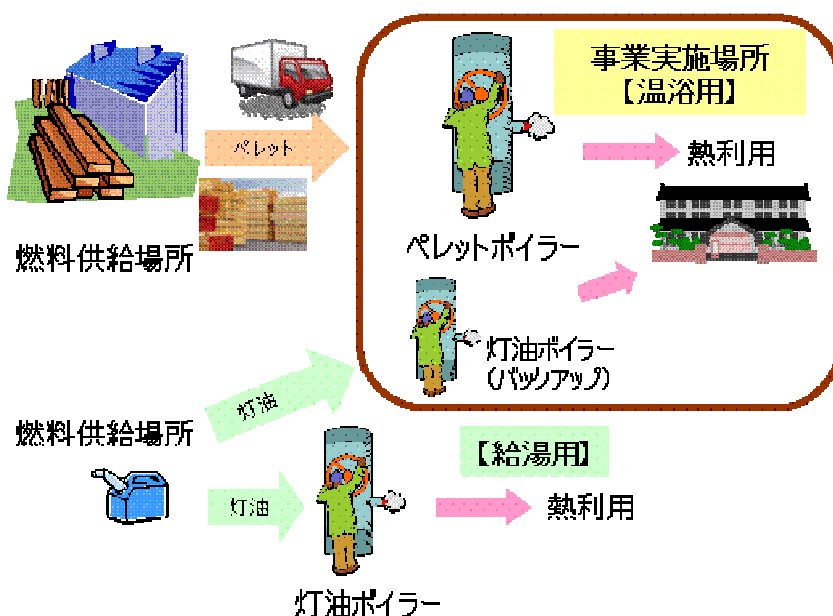 事業実施場所
【温浴用】
ペレット
熱利用
燃料供給場所
ペレットボイラー
灯油ボイラー
（バックアップ）
灯油
燃料供給場所
【給湯用】
灯油
熱利用
灯油ボイラー